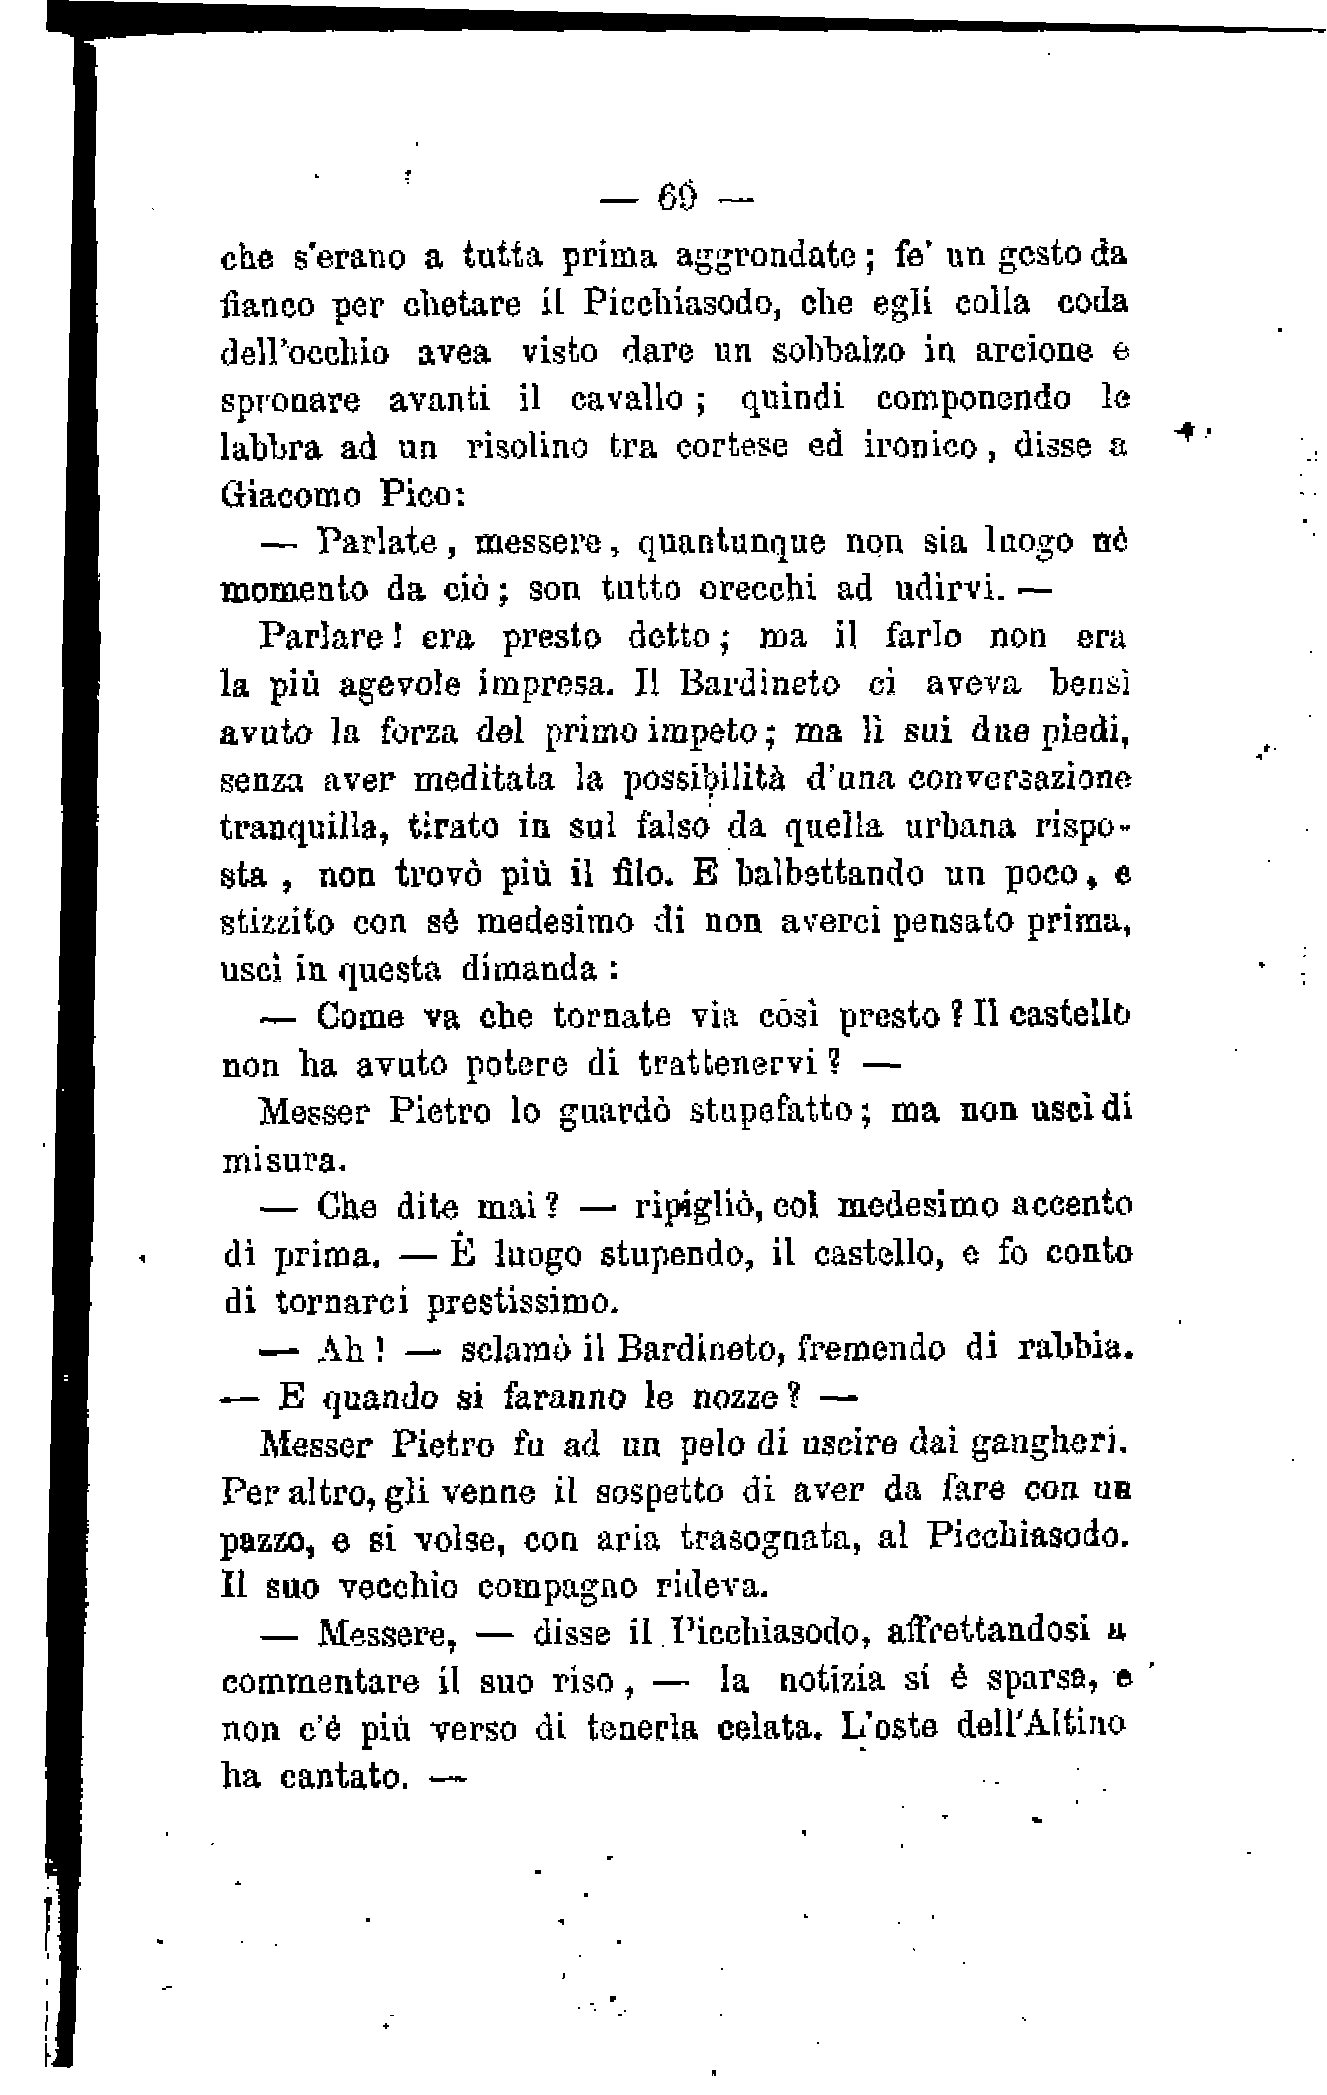 — 69 —
che s'erano a tutta prima aggrondate; fe' un gesto da
fianco per chetare il Picchiasodo, che egli colla coda
dell'occhio avea visto dare un sobbalzo in arcione e
spronare avanti il cavallo; quindi componendo le
labbra ad un risolino tra cortese ed ironico, disse a
Giacomo Pico:
— Parlate, messere, quantunque non sia luogo nè
momento da ciò; son tutto orecchi ad udirvi. —
Parlare! era presto detto; ma il farlo non era
la più agevole impresa. Il Bardineto ci aveva bensì
avuto la forza del primo impeto; ma lì sui due piedi,
senza aver meditata la possibilità d'una conversazione
tranquilla, tirato in sul falso da quella urbana rispo-
sta, non trovò più il filo. E balbettando un poco, e
stizzito con sé medesimo di non averci pensato prima,
uscì in questa dimanda:
— Come va che tornate via così presto? Il castello
non ha avuto potere di trattenervi? —
Messer Pietro lo guardò stupefatto; ma non uscì di
misura.
— Che dite mai? — ripigliò, col medesimo accento
di prima. — È luogo stupendo, il castello, e fo conto
di tornarci prestissimo.
— Ah! — sclamò il Bardineto, fremendo di rabbia.
— E quando si faranno le nozze? —
Messer Pietro fu ad un pelo di uscire dai gangheri.
Per altro, gli venne il sospetto di aver da fare con un
pazzo, e si volse, con aria trasognata, al Picchiasodo.
Il suo vecchio compagno rideva.
— Messere, — disse il Picchiasodo, affrettandosi a
commentare il suo riso, — la notizia si è sparsa, e
non c'è più verso di tenerla celata. L'oste dell'Altino
ha cantato. —